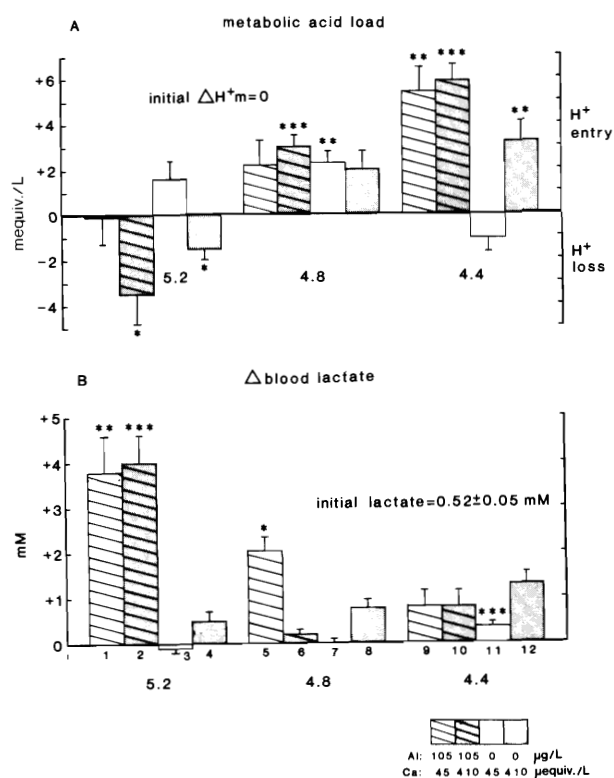 A metabolic acid load
+6
+4
+2
0
−2
−4
mequiv./L
initial △H⁺m=0
** ***
*** **
**
*
*
H⁺ entry
H⁺ loss
5.2 4.8 4.4
B △blood lactate
+5
+4
+3
+2
+1
0
mM
** ***
*
***
initial lactate=0.52±0.05 mM
1 2 3 4 5 6 7 8 9 10 11 12
5.2 4.8 4.4
Al: 105 105 0 0 µg/L
Ca: 45 410 45 410 µequiv./L